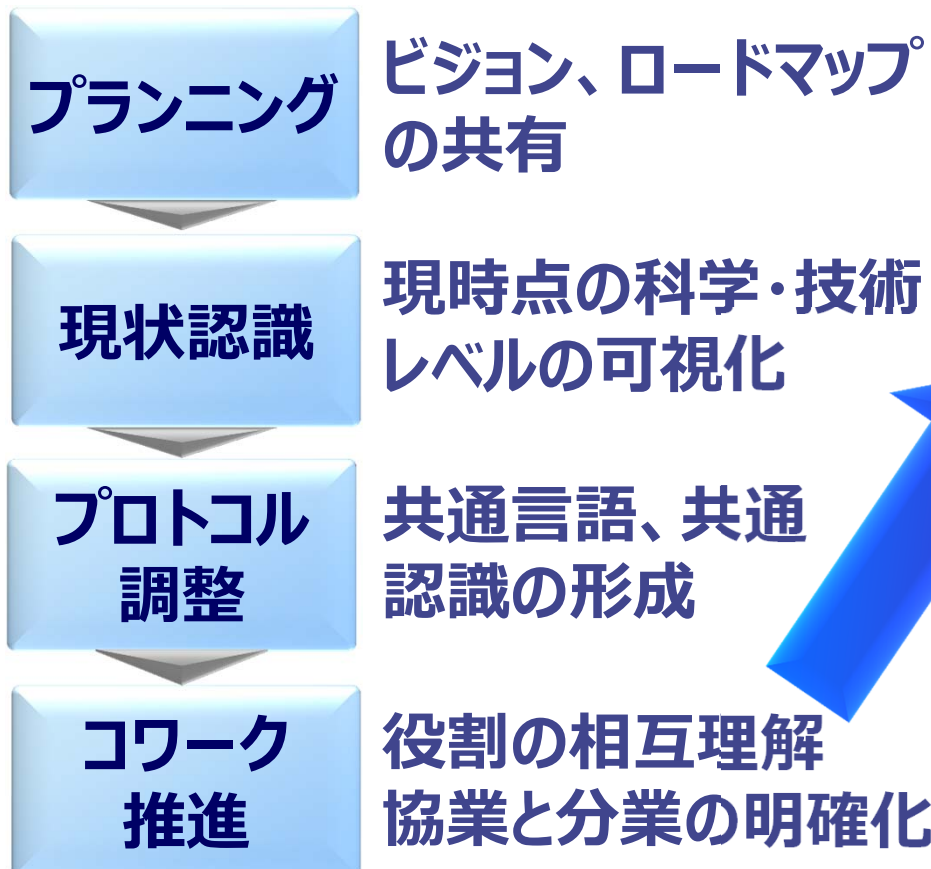 プランニング
ビジョン、ロードマップ
の共有
現状認識
現時点の科学・技術
レベルの可視化
プロトコル
調整
共通言語、共通
認識の形成
コワーク
推進
役割の相互理解
協業と分業の明確化